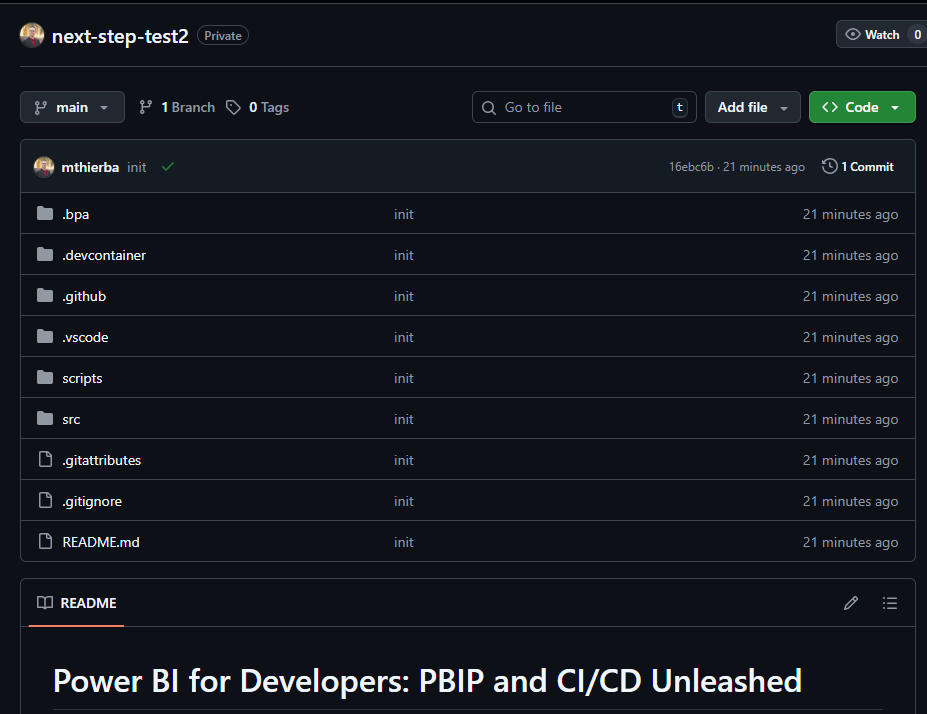 next-step-test2 Private Watch 0
main 1 Branch 0 Tags Go to file t Add file Code
mthierba init 16ebc6b · 21 minutes ago 1 Commit
.bpa init 21 minutes ago
.devcontainer init 21 minutes ago
.github init 21 minutes ago
.vscode init 21 minutes ago
scripts init 21 minutes ago
src init 21 minutes ago
.gitattributes init 21 minutes ago
.gitignore init 21 minutes ago
README.md init 21 minutes ago
README
Power BI for Developers: PBIP and CI/CD Unleashed